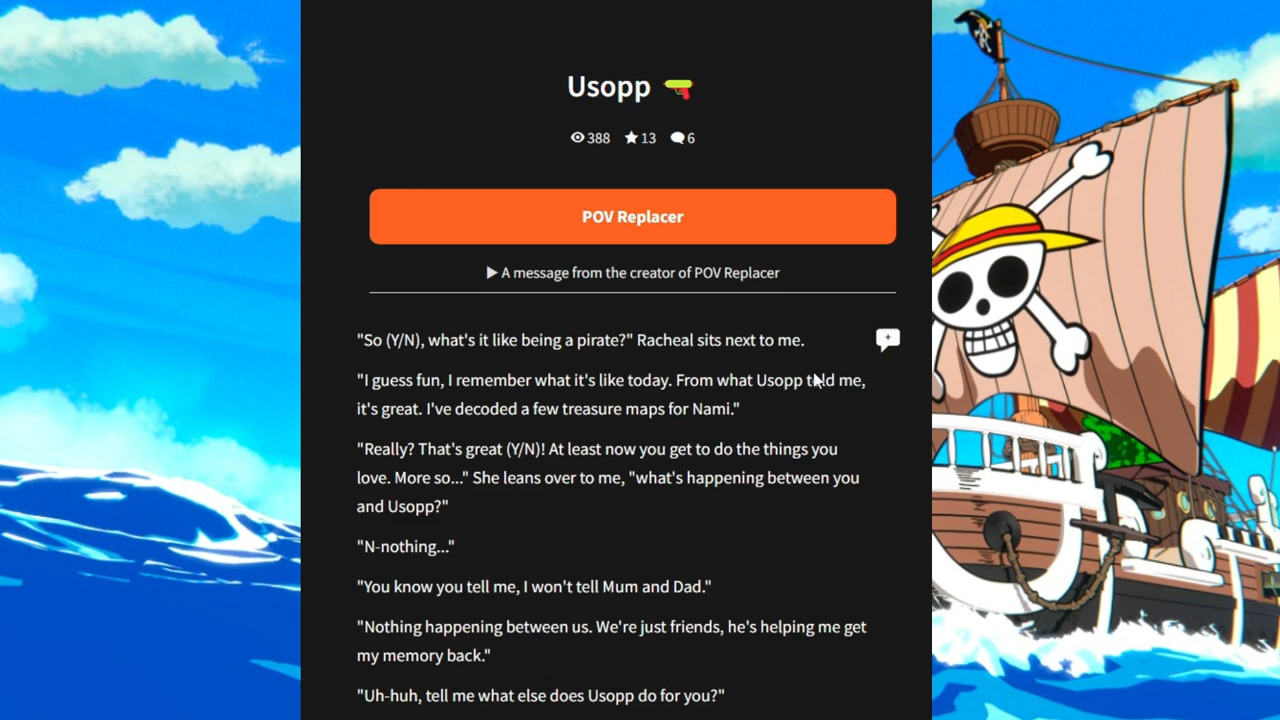 Usopp
388 13 6
POV Replacer
▶ A message from the creator of POV Replacer
"So (Y/N), what's it like being a pirate?" Racheal sits next to me.
"I guess fun, I remember what it's like today. From what Usopp told me,
it's great. I've decoded a few treasure maps for Nami."
"Really? That's great (Y/N)! At least now you get to do the things you
love. More so..." She leans over to me, "what's happening between you
and Usopp?"
"N-nothing..."
"You know you tell me, I won't tell Mum and Dad."
"Nothing happening between us. We're just friends, he's helping me get
my memory back."
"Uh-huh, tell me what else does Usopp do for you?"